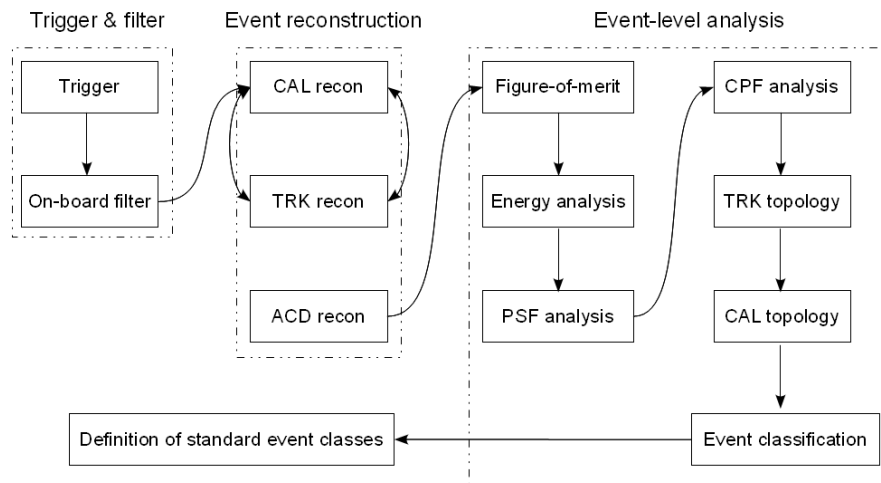 Trigger & filter
Event reconstruction
Event-level analysis
Trigger
On-board filter
CAL recon
TRK recon
ACD recon
Figure-of-merit
Energy analysis
PSF analysis
CPF analysis
TRK topology
CAL topology
Event classification
Definition of standard event classes